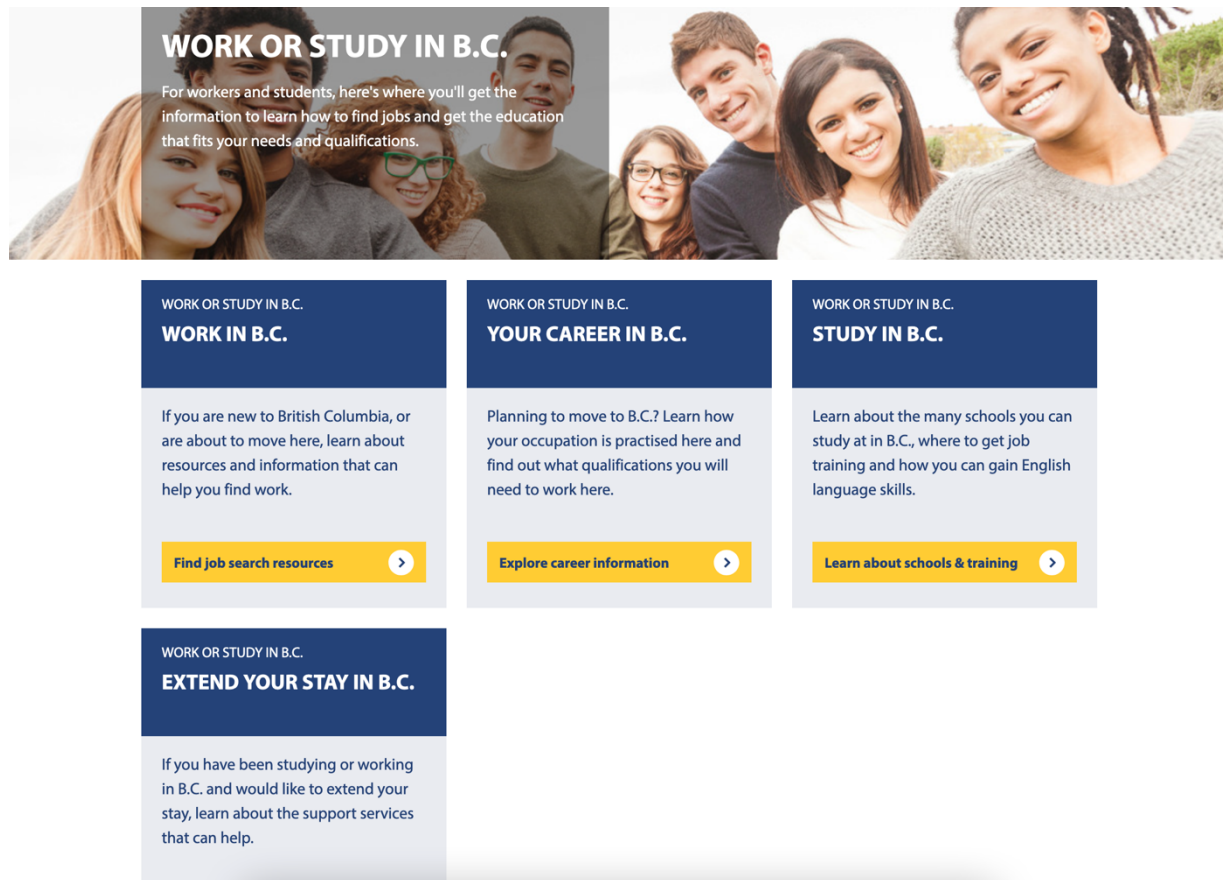 WORK OR STUDY IN B.C.
For workers and students, here's where you'll get the
information to learn how to find jobs and get the education
that fits your needs and qualifications.
WORK OR STUDY IN B.C.
WORK IN B.C.
If you are new to British Columbia, or
are about to move here, learn about
resources and information that can
help you find work.
Find job search resources
WORK OR STUDY IN B.C.
YOUR CAREER IN B.C.
Planning to move to B.C.? Learn how
your occupation is practised here and
find out what qualifications you will
need to work here.
Explore career information
WORK OR STUDY IN B.C.
STUDY IN B.C.
Learn about the many schools you can
study at in B.C., where to get job
training and how you can gain English
language skills.
Learn about schools & training
WORK OR STUDY IN B.C.
EXTEND YOUR STAY IN B.C.
If you have been studying or working
in B.C. and would like to extend your
stay, learn about the support services
that can help.